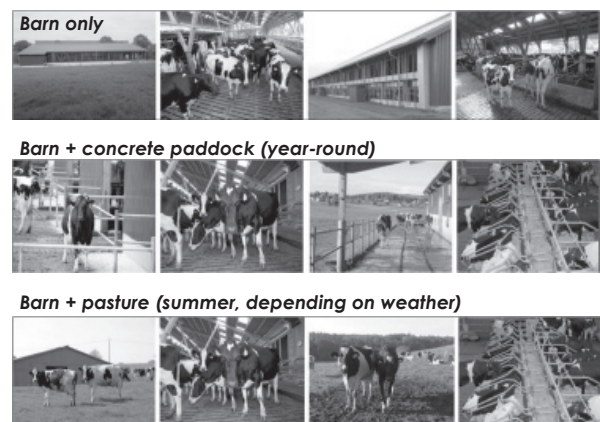 Barn only
Barn + concrete paddock (year-round)
Barn + pasture (summer, depending on weather)